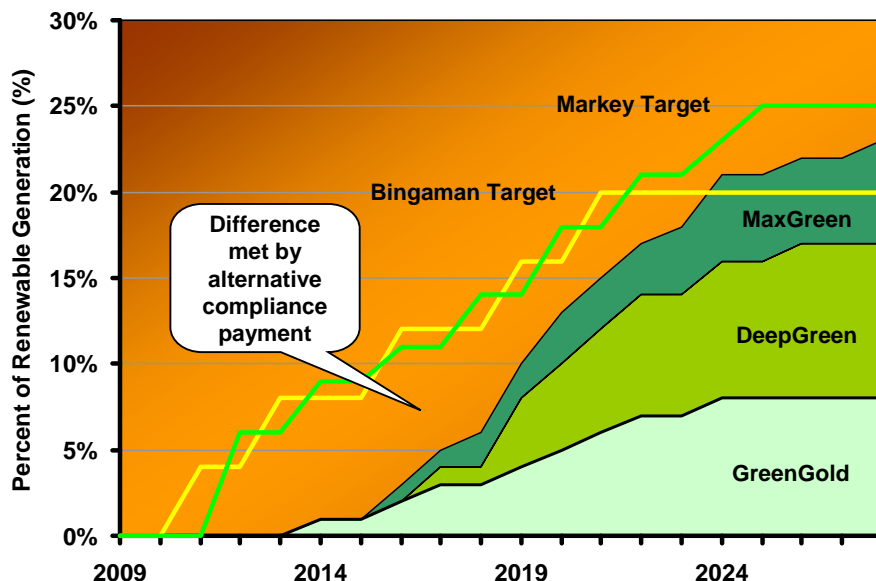 30%
25%
20%
15%
10%
5%
0%
Percent of Renewable Generation (%)
Markey Target
Bingaman Target
Difference
met by
alternative
compliance
payment
MaxGreen
DeepGreen
GreenGold
2009
2014
2019
2024